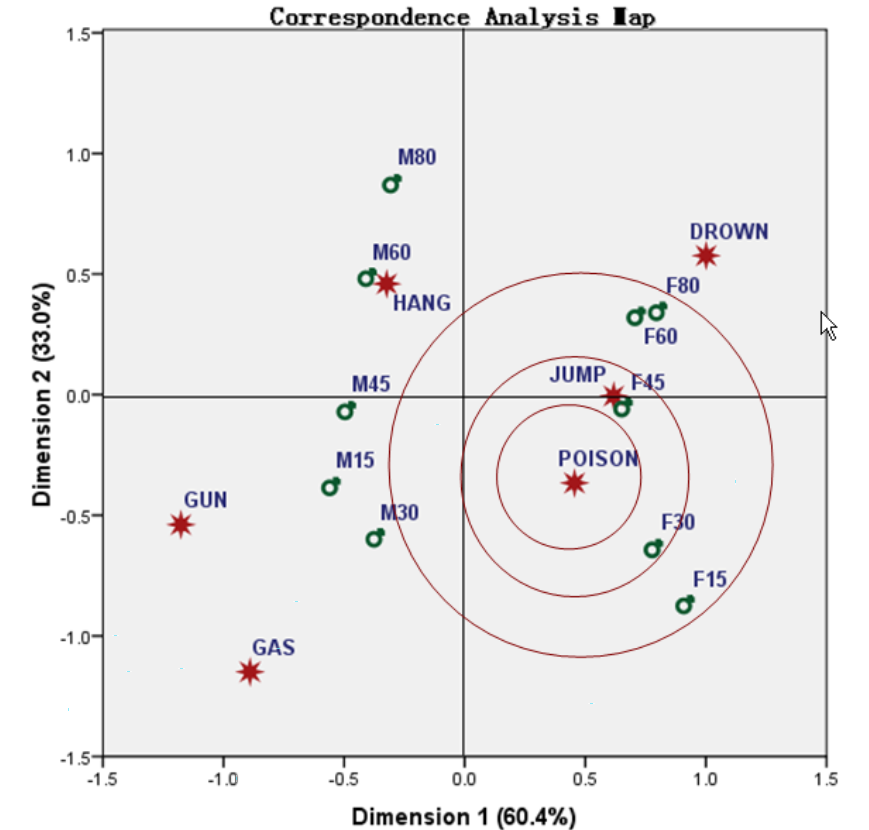 Correspondence Analysis Map
1.5
1.0
0.5
0.0
-0.5
-1.0
-1.5
Dimension 2 (33.0%)
M80
DROWN
M60
HANG
F80
F60
M45
JUMP
F45
M15
POISON
GUN
M30
F30
F15
GAS
-1.5 -1.0 -0.5 0.0 0.5 1.0 1.5
Dimension 1 (60.4%)